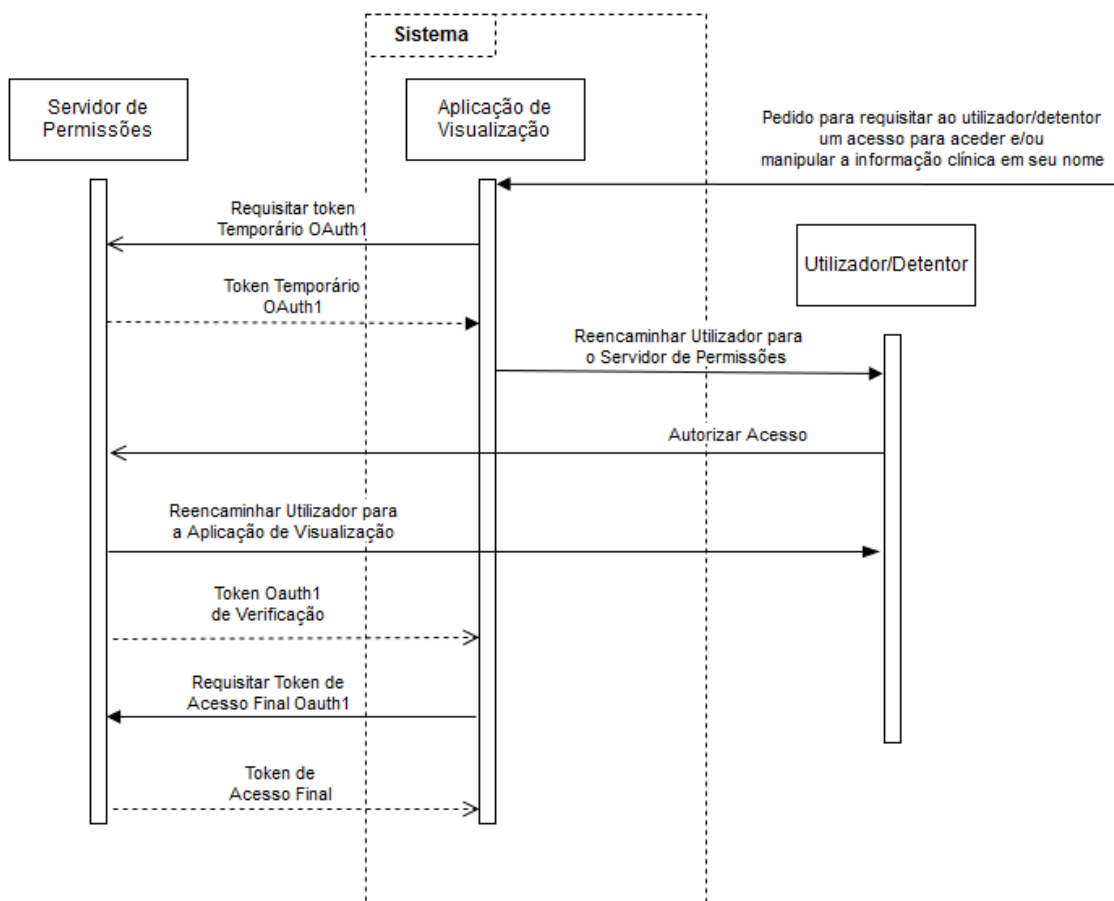 Sistema
Servidor de
Permissões
Aplicação de
Visualização
Pedido para requisitar ao utilizador/detentor
um acesso para aceder e/ou
manipular a informação clínica em seu nome
Requisitar token
Temporário OAuth1
Utilizador/Detentor
Token Temporário
OAuth1
Reencaminhar Utilizador para
o Servidor de Permissões
Autorizar Acesso
Reencaminhar Utilizador para
a Aplicação de Visualização
Token Oauth1
de Verificação
Requisitar Token de
Acesso Final Oauth1
Token de
Acesso Final